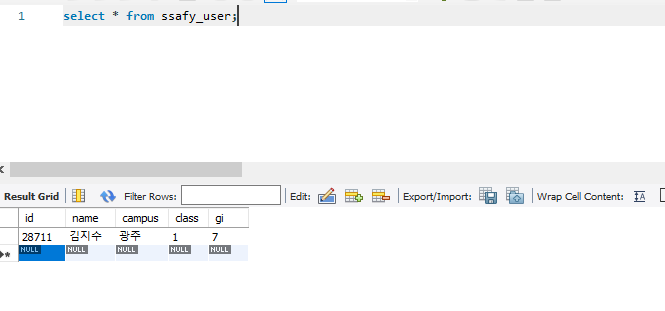 1 select * from ssafy_user;
Result Grid Filter Rows: Edit: Export/Import: Wrap Cell Content:
id name campus class gi
28711 김지수 광주 1 7
NULL NULL NULL NULL NULL